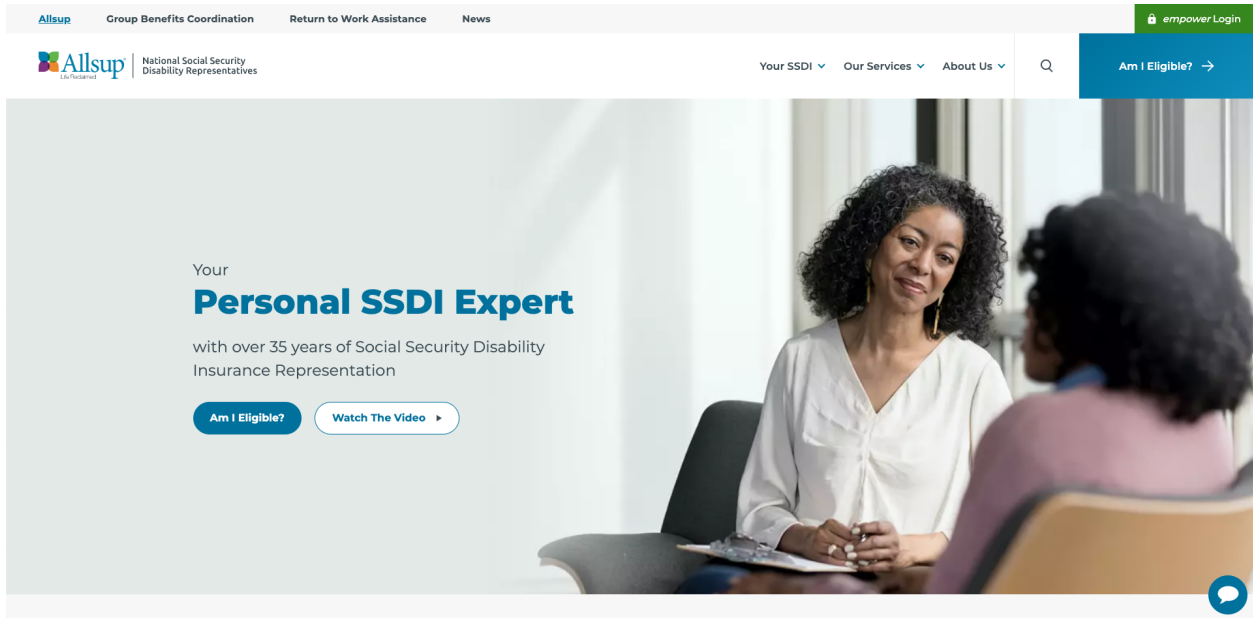 Allsup Group Benefits Coordination Return to Work Assistance News
empower Login
Allsup
Life Reclaimed
National Social Security
Disability Representatives
Your SSDI Our Services About Us
Am I Eligible?
Your
Personal SSDI Expert
with over 35 years of Social Security Disability
Insurance Representation
Am I Eligible? Watch The Video